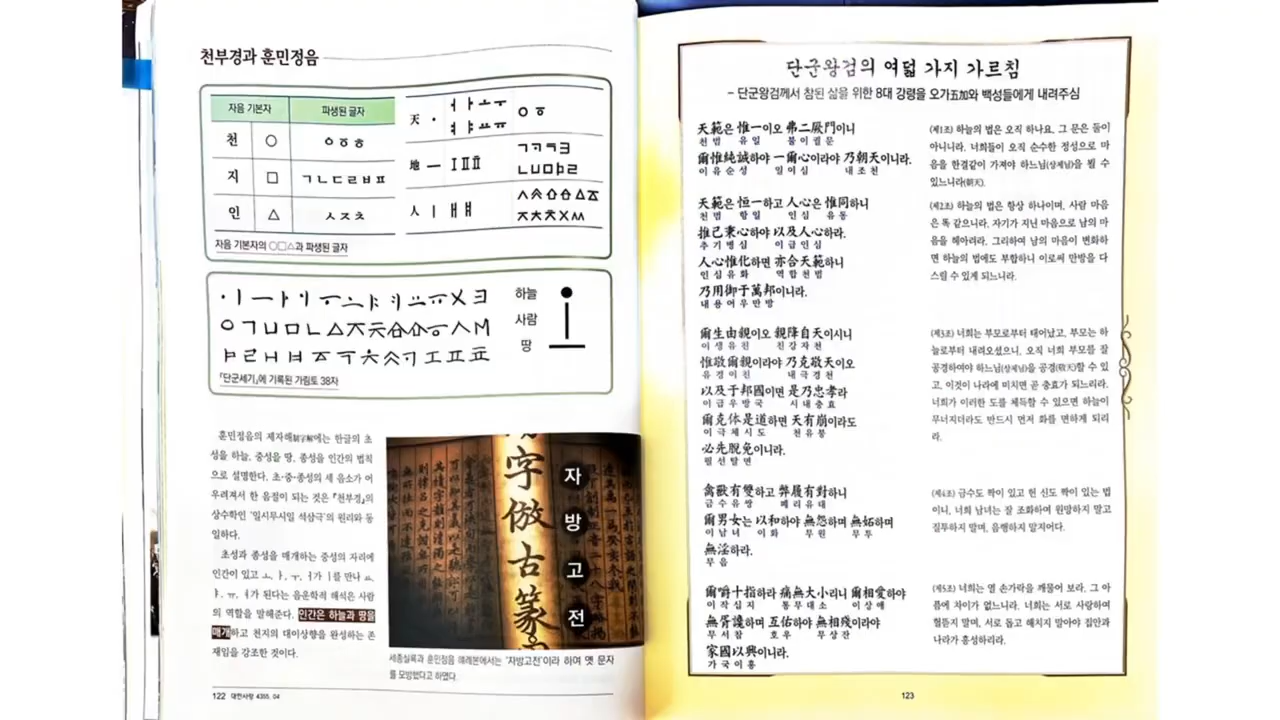 천부경과 훈민정음
자음 기본자 파생된 글자
천 ○ ㅇㆆㅎ
지 □ ㄱㄴㄷㄹㅂㅍ
인 △ ㅅㅈㅊ
天 · ㅓㅏㅗㅜ ㅇㆆ
ㅕㅑㅛㅠ
地 ㅡ
人 ㅣ
자음 기본자의 ○□△과 파생된 글자
하늘
사람
땅
『단군세기』에 기록된 가림토 38자
훈민정음의 제자해制字解에는 한글의 초
성을 하늘, 중성을 땅, 종성을 인간의 법칙
으로 설명한다. 초·중·종성의 세 음소가 어
우려져서 한 음절이 되는 것은 『천부경』의
상수학인 '일시무시일 석삼극'의 원리와 동
일하다.
초성과 종성을 매개하는 중성의 자리에
인간이 있고 ㅗ, ㅏ, ㅜ, ㅓ가 ㅣ를 만나 ㅛ,
ㅑ, ㅠ, ㅕ가 된다는 음운학적 해석은 사람
의 역할을 말해준다. 인간은 하늘과 땅을
매개하고 천지의 대이상향을 완성하는 존
재임을 강조한 것이다.
字倣古篆
자
방
고
전
세종실록과 훈민정음 해례본에서는 '자방고전'이라 하여 옛 문자
를 모방했다고 하였다.
122 대한사랑 4355. 04
단군왕검의 여덟 가지 가르침
- 단군왕검께서 참된 삶을 위한 8대 강령을 오가五加와 백성들에게 내려주심
天範은 惟一이오 弗二厥門이니
천범 유일 불이궐문
爾惟純誠하야 一爾心이라야 乃朝天이니라.
이유순성 일이심 내조천
(제1조) 하늘의 법은 오직 하나요, 그 문은 둘이
아니니라. 너희들이 오직 순수한 정성으로 마
음을 한결같이 가져야 하느님(상제님)을 뵐 수
있느니라(朝天).
天範은 恒一하고 人心은 惟同하니
천범 항일 인심 유동
推己秉心하야 以及人心하라.
추기병심 이급인심
人心惟化하면 亦合天範하니
인심유화 역합천범
乃用御于萬邦이니라.
내용어우만방
(제2조) 하늘의 법은 항상 하나이며, 사람 마음
은 똑 같으니라. 자기가 지닌 마음으로 남의 마
음을 헤아려라. 그리하여 남의 마음이 변화하
면 하늘의 법에도 부합하니 이로써 만방을 다
스릴 수 있게 되느니라.
爾生由親이오 親降自天이시니
이생유친 친강자천
惟敬爾親이라야 乃克敬天이오
유경이친 내극경천
以及于邦國이면 是乃忠孝라
이급우방국 시내충효
爾克体是道하면 天有崩이라도
이극체시도 천유붕
必先脫免이니라.
필선탈면
(제3조) 너희는 부모로부터 태어났고, 부모는 하
늘로부터 내려오셨으니, 오직 너희 부모를 잘
공경하여야 하느님(상제님)을 공경(敬天)할 수 있
고, 이것이 나라에 미치면 곧 충효가 되느니라.
너희가 이러한 도를 체득할 수 있으면 하늘이
무너지더라도 반드시 먼저 화를 면하게 되리
라.
禽獸有雙하고 弊履有對하니
금수유쌍 폐리유대
爾男女는 以和하야 無怨하며 無妬하며
이남녀 이화 무원 무투
無淫하라.
무음
(제4조) 금수도 짝이 있고 헌 신도 짝이 있는 법
이니, 너희 남녀는 잘 조화하여 원망하지 말고
질투하지 말며, 음행하지 말지어다.
爾嚼十指하라 痛無大小리니 爾相愛하야
이작십지 통무대소 이상애
無胥讒하며 互佑하야 無相殘이라야
무서참 호우 무상잔
家國以興이니라.
가국이흥
(제5조) 너희는 열 손가락을 깨물어 보라. 그 아
픔에 차이가 없느니라. 너희는 서로 사랑하여
헐뜯지 말며, 서로 돕고 해치지 말아야 집안과
나라가 흥성하리라.
123